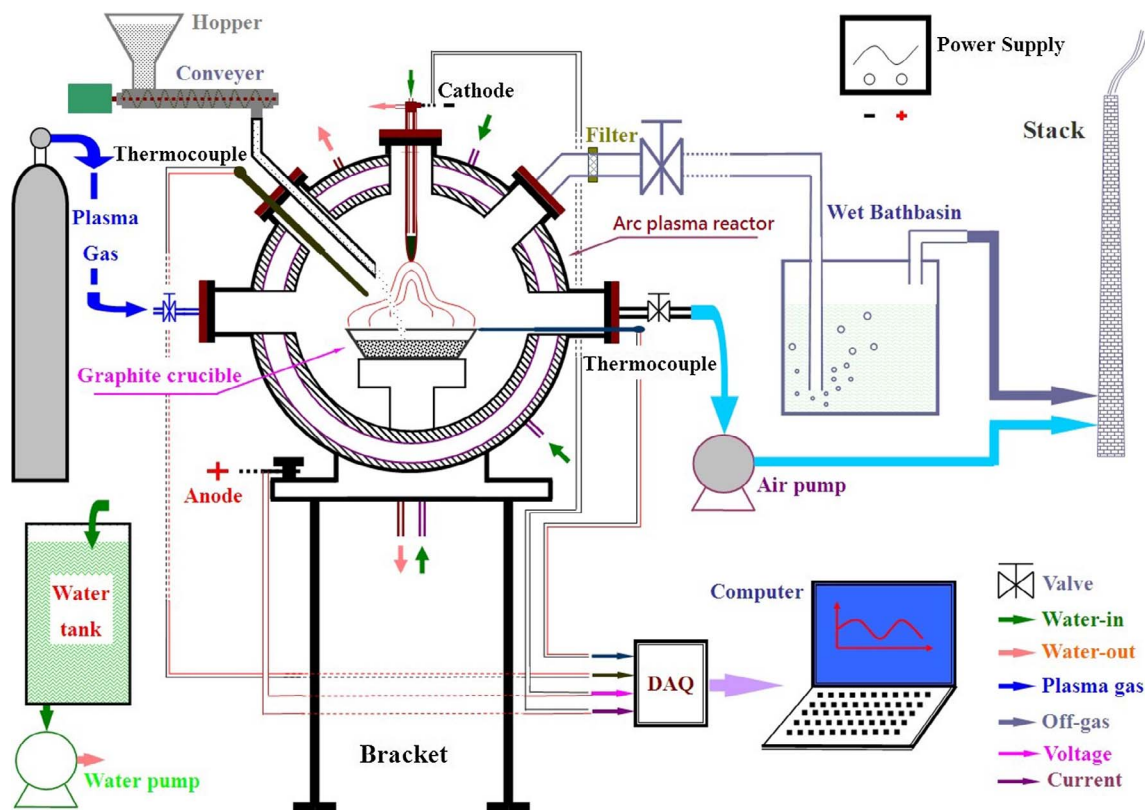 Hopper
Conveyer
Cathode
Power Supply
Filter
Stack
Thermocouple
Plasma
Gas
Wet Bathbasin
Arc plasma reactor
Graphite crucible
Thermocouple
Anode
Air pump
Water
tank
Computer
Valve
Water-in
Water-out
DAQ
Plasma gas
Off-gas
Bracket
Voltage
Water pump
Current